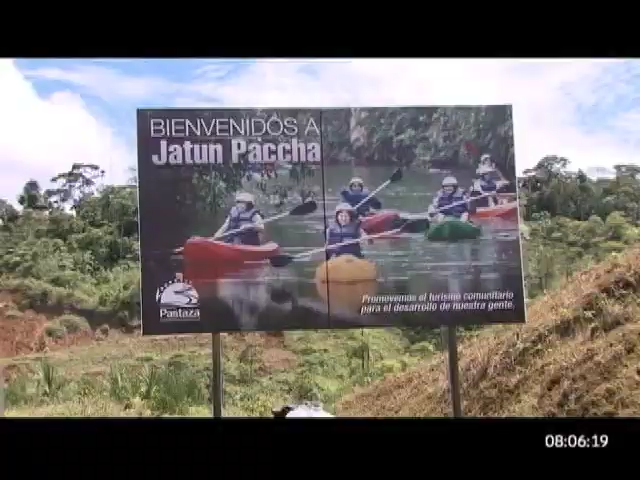 BIENVENIDOS A
Jatun Paccha
Pastaza
Promovemos el turismo comunitario
para el desarrollo de nuestra gente.
08:06:19